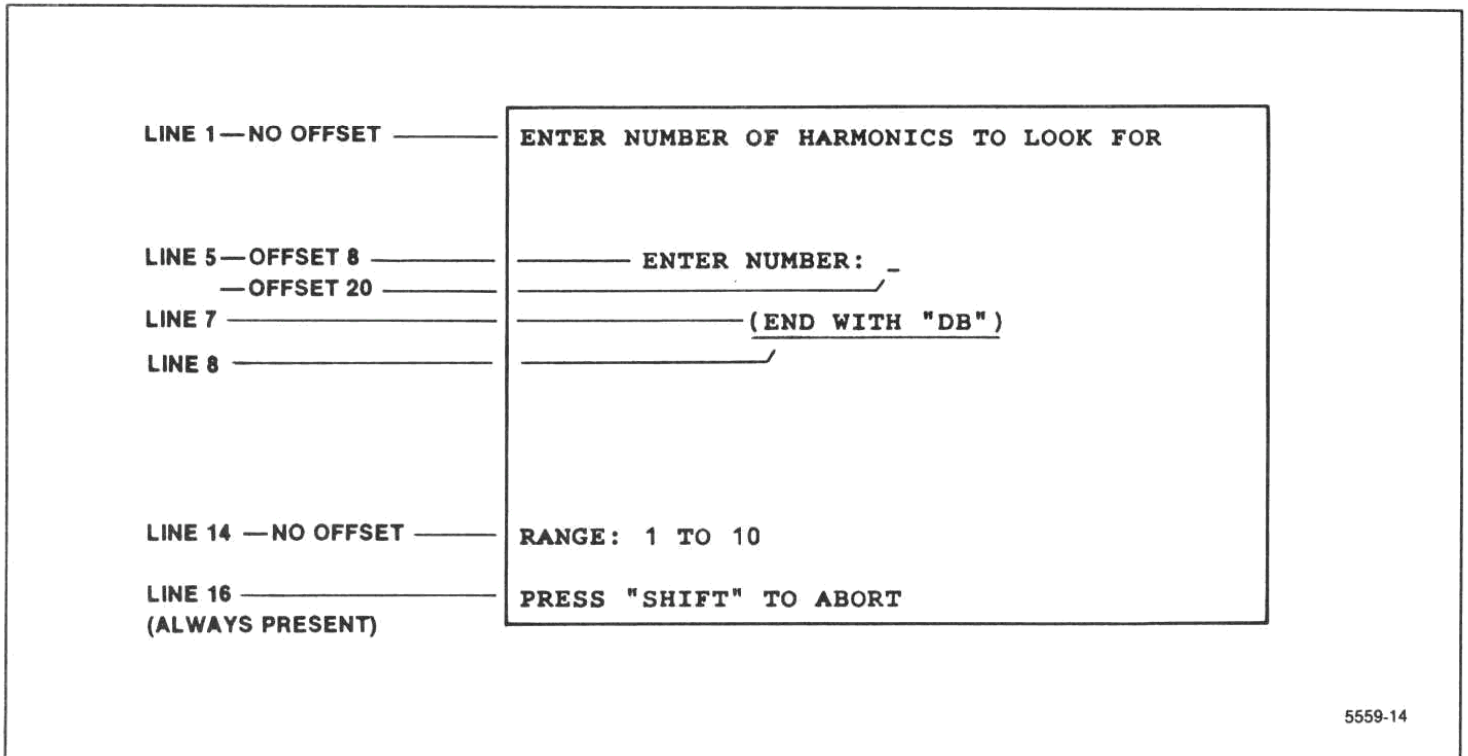 LINE 1—NO OFFSET
ENTER NUMBER OF HARMONICS TO LOOK FOR
LINE 5—OFFSET 8
ENTER NUMBER: _
—OFFSET 20
LINE 7
(END WITH "DB")
LINE 8
LINE 14 —NO OFFSET
RANGE: 1 TO 10
LINE 16
PRESS "SHIFT" TO ABORT
(ALWAYS PRESENT)
5559-14